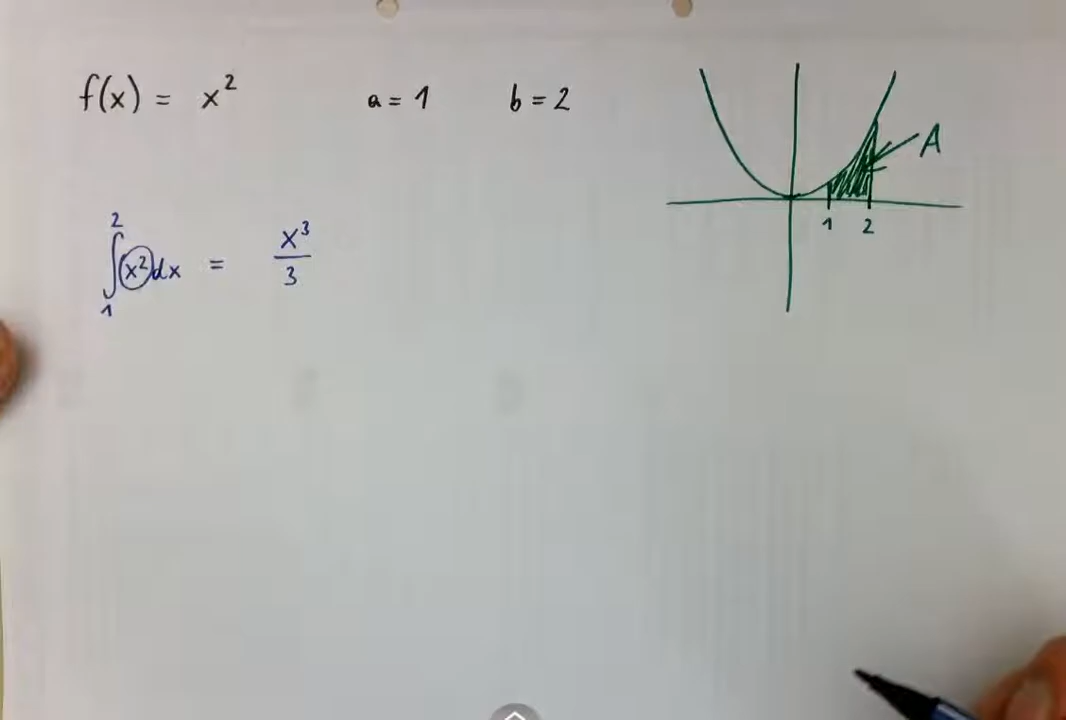 f(x) = x² a = 1 b = 2
A
1 2
∫₁² x² dx = x³/3